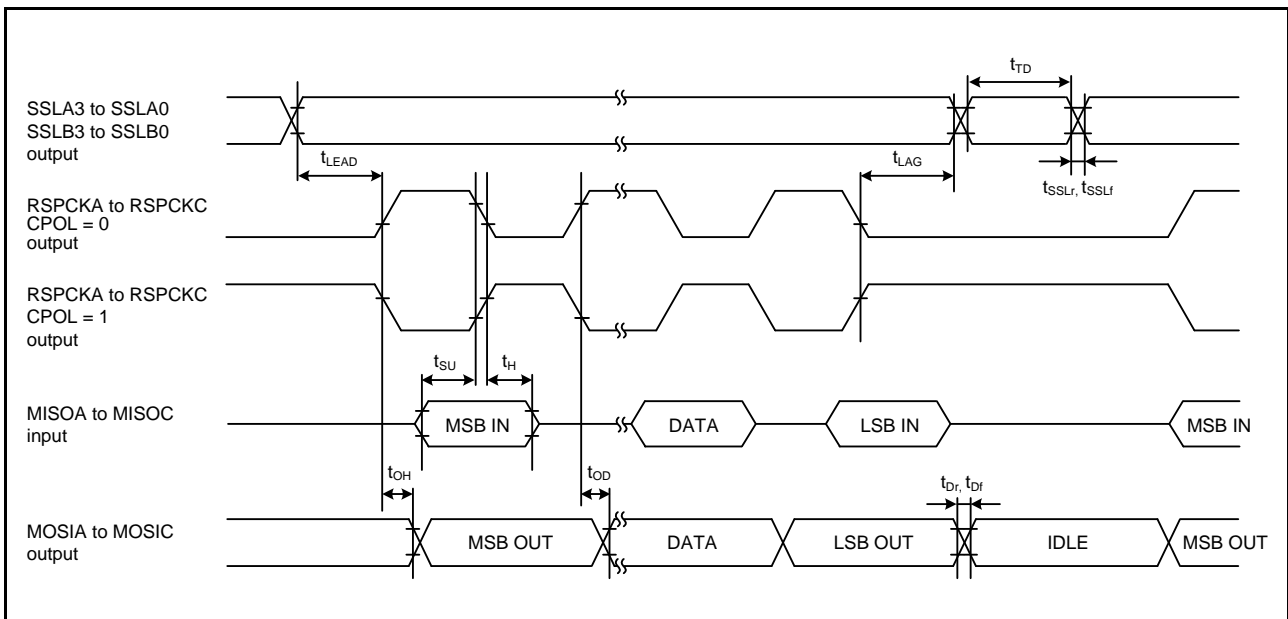 t_TD
SSLA3 to SSLA0
SSLB3 to SSLB0
output
t_LEAD
t_LAG
t_SSLr, t_SSLf
RSPCKA to RSPCKC
CPOL = 0
output
RSPCKA to RSPCKC
CPOL = 1
output
t_SU
t_H
MISOA to MISOC
input
MSB IN
DATA
LSB IN
MSB IN
t_OH
t_OD
t_Dr, t_Df
MOSIA to MOSIC
output
MSB OUT
DATA
LSB OUT
IDLE
MSB OUT